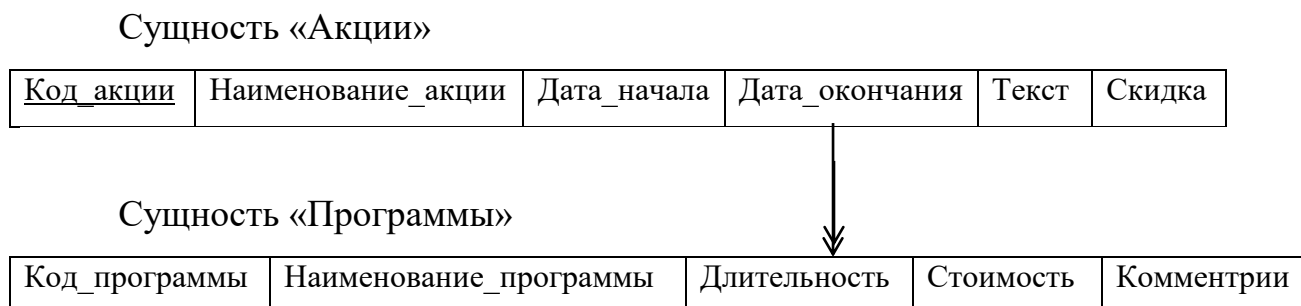 Сущность «Акции»
Код_акции Наименование_акции Дата_начала Дата_окончания Текст Скидка
Сущность «Программы»
Код_программы Наименование_программы Длительность Стоимость Комментрии